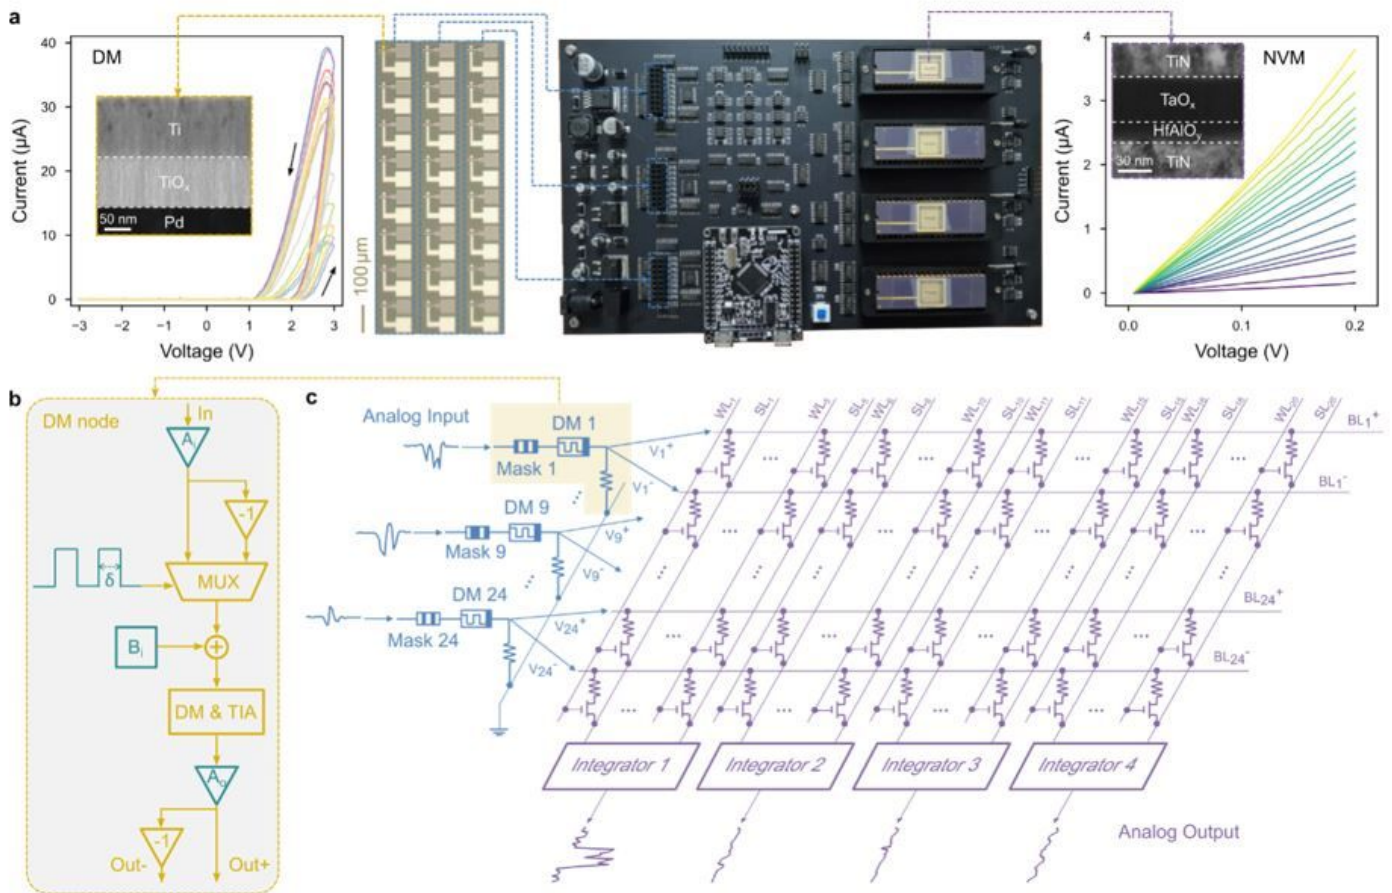 a
DM
Current (μA)
40
30
20
10
0
−3
−2
−1
0
1
2
3
Voltage (V)
Ti
TiOx
Pd
50 nm
100 μm
NVM
Current (μA)
4
3
2
1
0
0.0
0.1
0.2
Voltage (V)
TiN
TaOx
HfAlOy
TiN
30 nm
b
DM node
In
-1
δ
MUX
Bi
DM & TIA
-1
Out-
Out+
c
Analog Input
DM 1
Mask 1
V1+
V1-
DM 9
Mask 9
V9+
V9-
DM 24
Mask 24
V24+
V24-
BL1+
BL1-
BL24+
BL24-
Integrator 1
Integrator 2
Integrator 3
Integrator 4
Analog Output